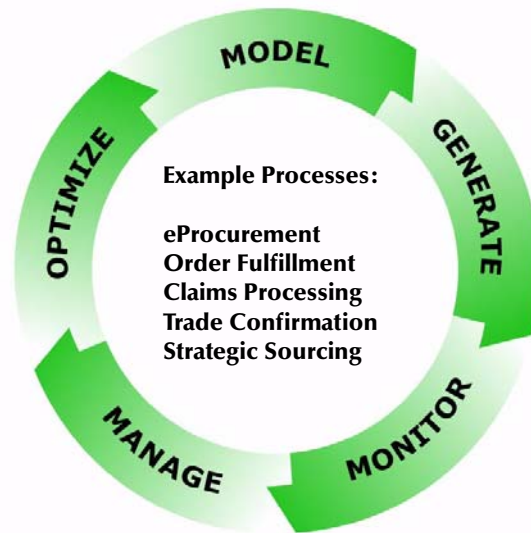 MODEL
GENERATE
MONITOR
MANAGE
OPTIMIZE
Example Processes:
eProcurement
Order Fulfillment
Claims Processing
Trade Confirmation
Strategic Sourcing